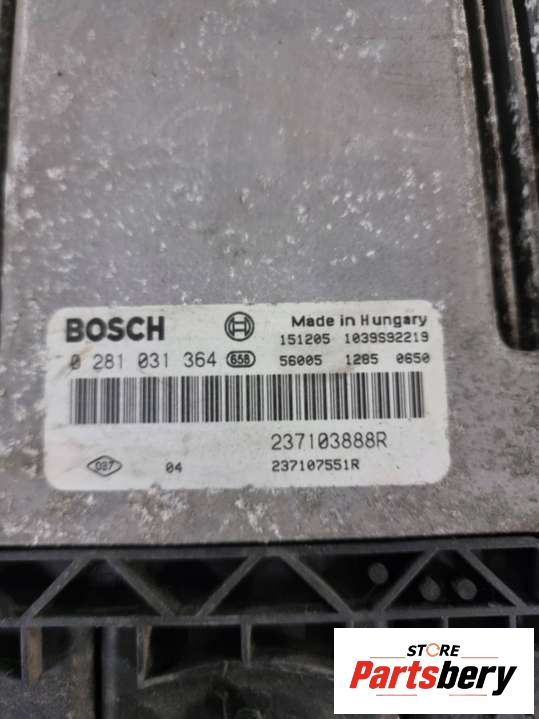 BOSCH Made in Hungary
151205 1039S92219
0 281 031 364 658 56005 1285 0650
237103888R
087 04 237107551R
STORE
Partsbery